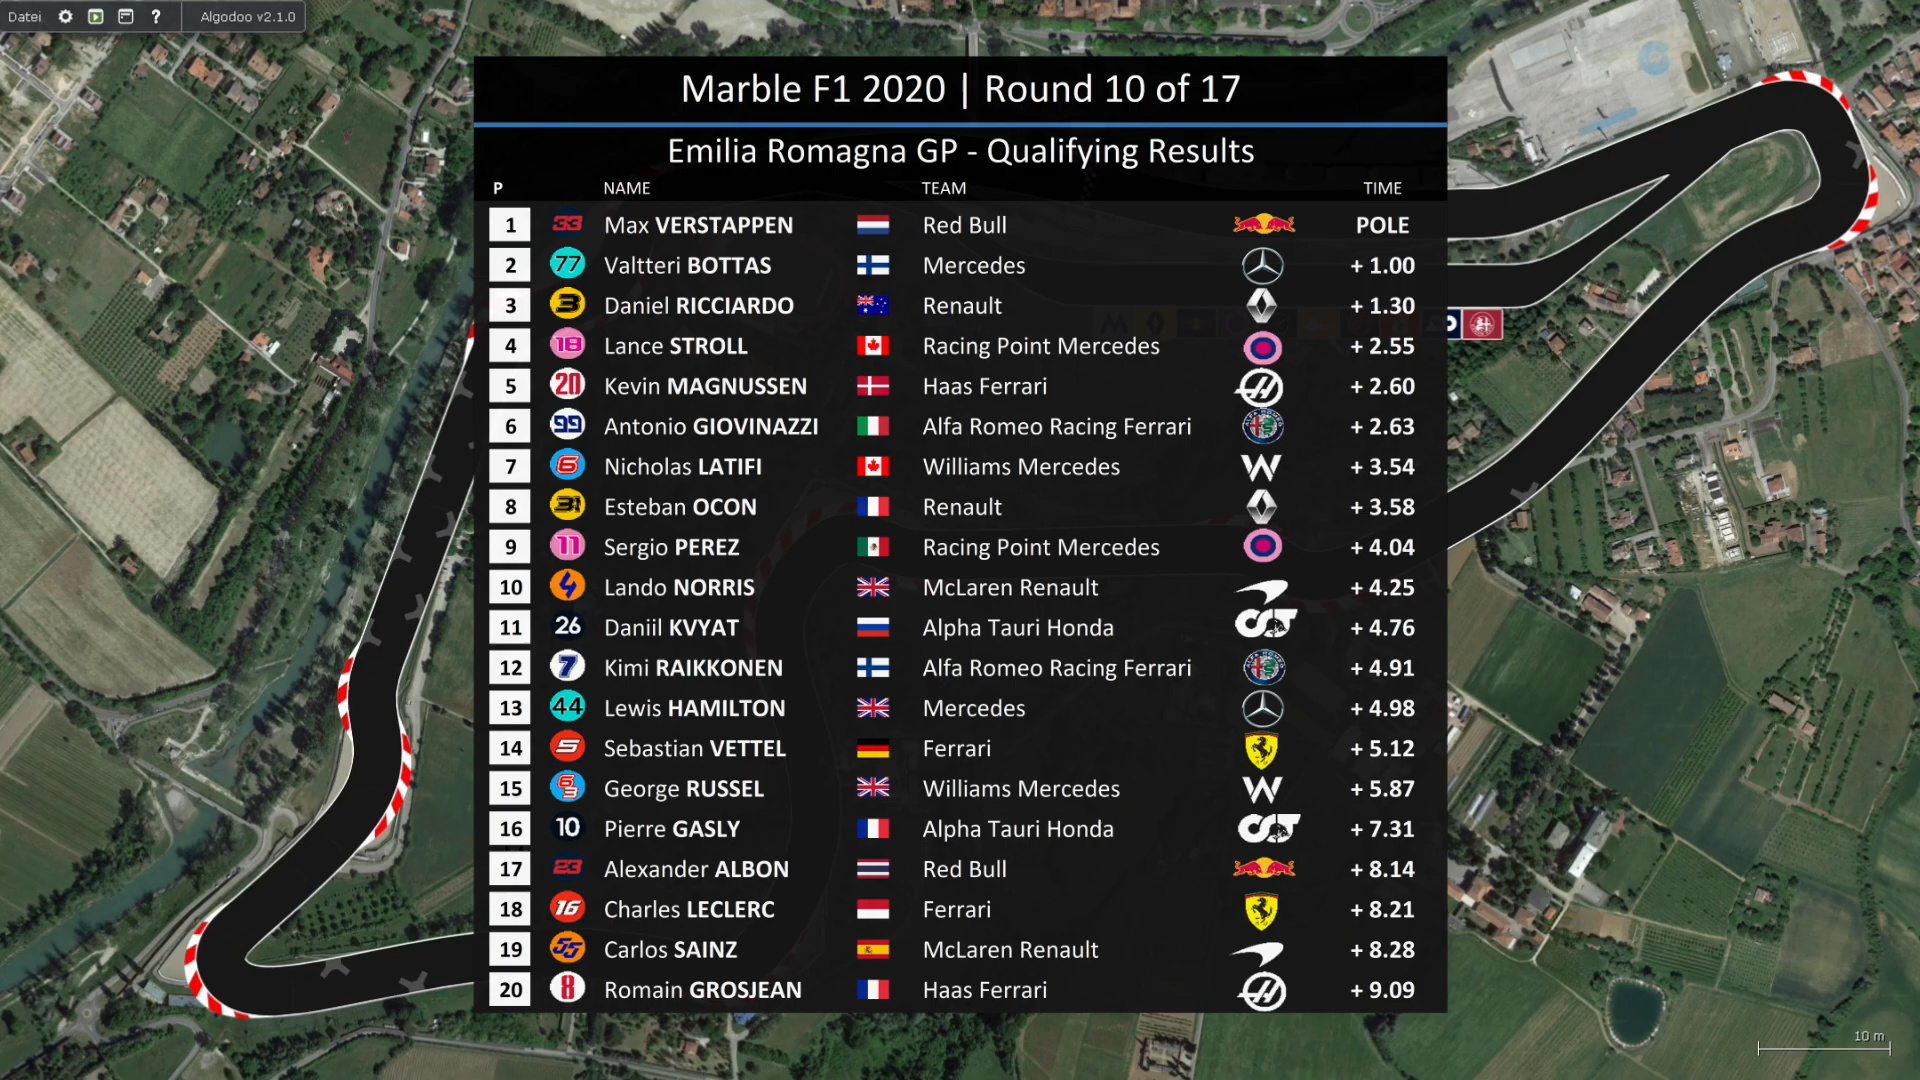 Datei ? Algodoo v2.1.0
Marble F1 2020 | Round 10 of 17
Emilia Romagna GP - Qualifying Results
P NAME TEAM TIME
1 33 Max VERSTAPPEN Red Bull POLE
2 77 Valtteri BOTTAS Mercedes + 1.00
3 3 Daniel RICCIARDO Renault + 1.30
4 18 Lance STROLL Racing Point Mercedes + 2.55
5 20 Kevin MAGNUSSEN Haas Ferrari + 2.60
6 99 Antonio GIOVINAZZI Alfa Romeo Racing Ferrari + 2.63
7 6 Nicholas LATIFI Williams Mercedes + 3.54
8 31 Esteban OCON Renault + 3.58
9 11 Sergio PEREZ Racing Point Mercedes + 4.04
10 4 Lando NORRIS McLaren Renault + 4.25
11 26 Daniil KVYAT Alpha Tauri Honda + 4.76
12 7 Kimi RAIKKONEN Alfa Romeo Racing Ferrari + 4.91
13 44 Lewis HAMILTON Mercedes + 4.98
14 5 Sebastian VETTEL Ferrari + 5.12
15 63 George RUSSEL Williams Mercedes + 5.87
16 10 Pierre GASLY Alpha Tauri Honda + 7.31
17 23 Alexander ALBON Red Bull + 8.14
18 16 Charles LECLERC Ferrari + 8.21
19 55 Carlos SAINZ McLaren Renault + 8.28
20 8 Romain GROSJEAN Haas Ferrari + 9.09
10 m